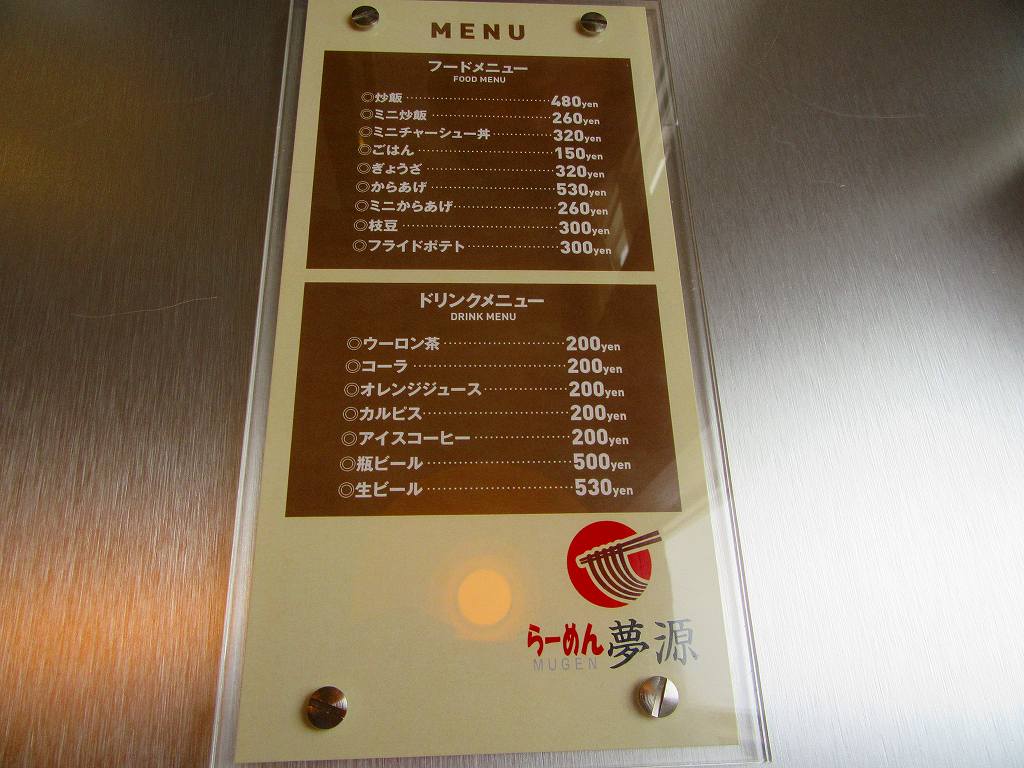 MENU
フードメニュー
FOOD MENU
◎炒飯 480yen
◎ミニ炒飯 260yen
◎ミニチャーシュー丼 320yen
◎ごはん 150yen
◎ぎょうざ 320yen
◎からあげ 530yen
◎ミニからあげ 260yen
◎枝豆 300yen
◎フライドポテト 300yen
ドリンクメニュー
DRINK MENU
◎ウーロン茶 200yen
◎コーラ 200yen
◎オレンジジュース 200yen
◎カルピス 200yen
◎アイスコーヒー 200yen
◎瓶ビール 500yen
◎生ビール 530yen
らーめん 夢源
MUGEN